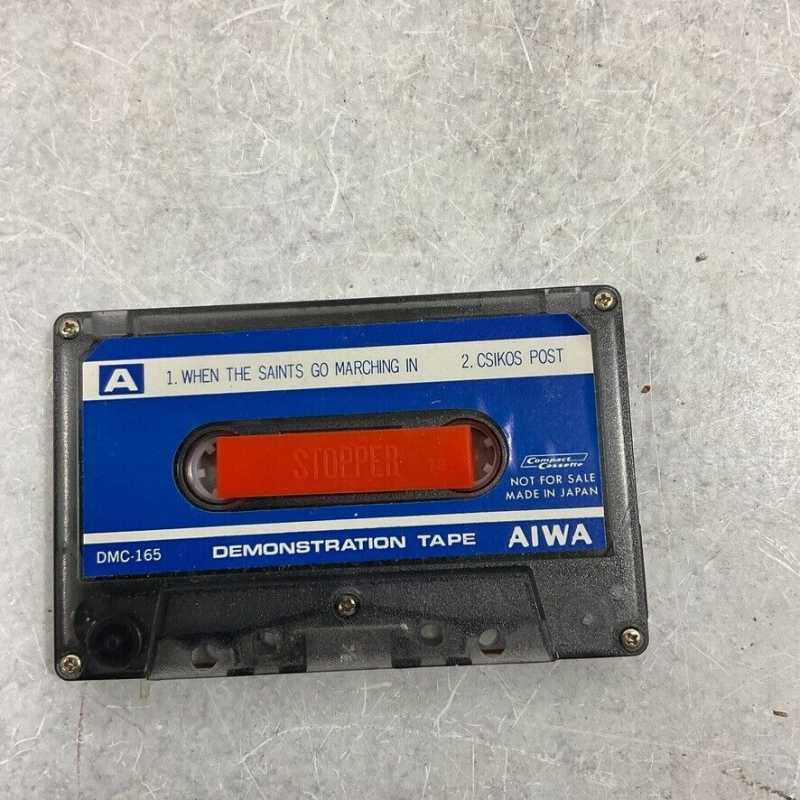 A 1. WHEN THE SAINTS GO MARCHING IN 2. CSIKOS POST
STOPPER
Compact
Cassette
NOT FOR SALE
MADE IN JAPAN
DMC-165 DEMONSTRATION TAPE AIWA